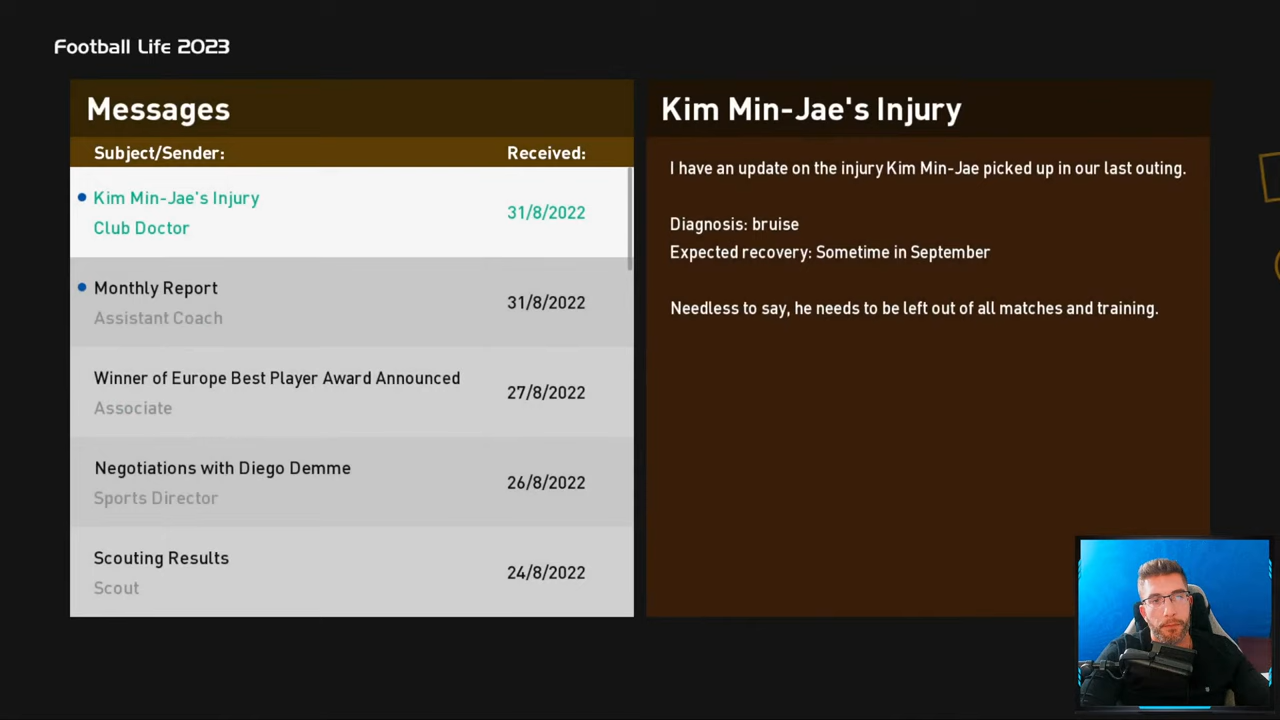 Football Life 2023
Messages
Subject/Sender: Received:
Kim Min-Jae's Injury
Club Doctor
31/8/2022
Monthly Report
Assistant Coach
31/8/2022
Winner of Europe Best Player Award Announced
Associate
27/8/2022
Negotiations with Diego Demme
Sports Director
26/8/2022
Scouting Results
Scout
24/8/2022
Kim Min-Jae's Injury
I have an update on the injury Kim Min-Jae picked up in our last outing.
Diagnosis: bruise
Expected recovery: Sometime in September
Needless to say, he needs to be left out of all matches and training.